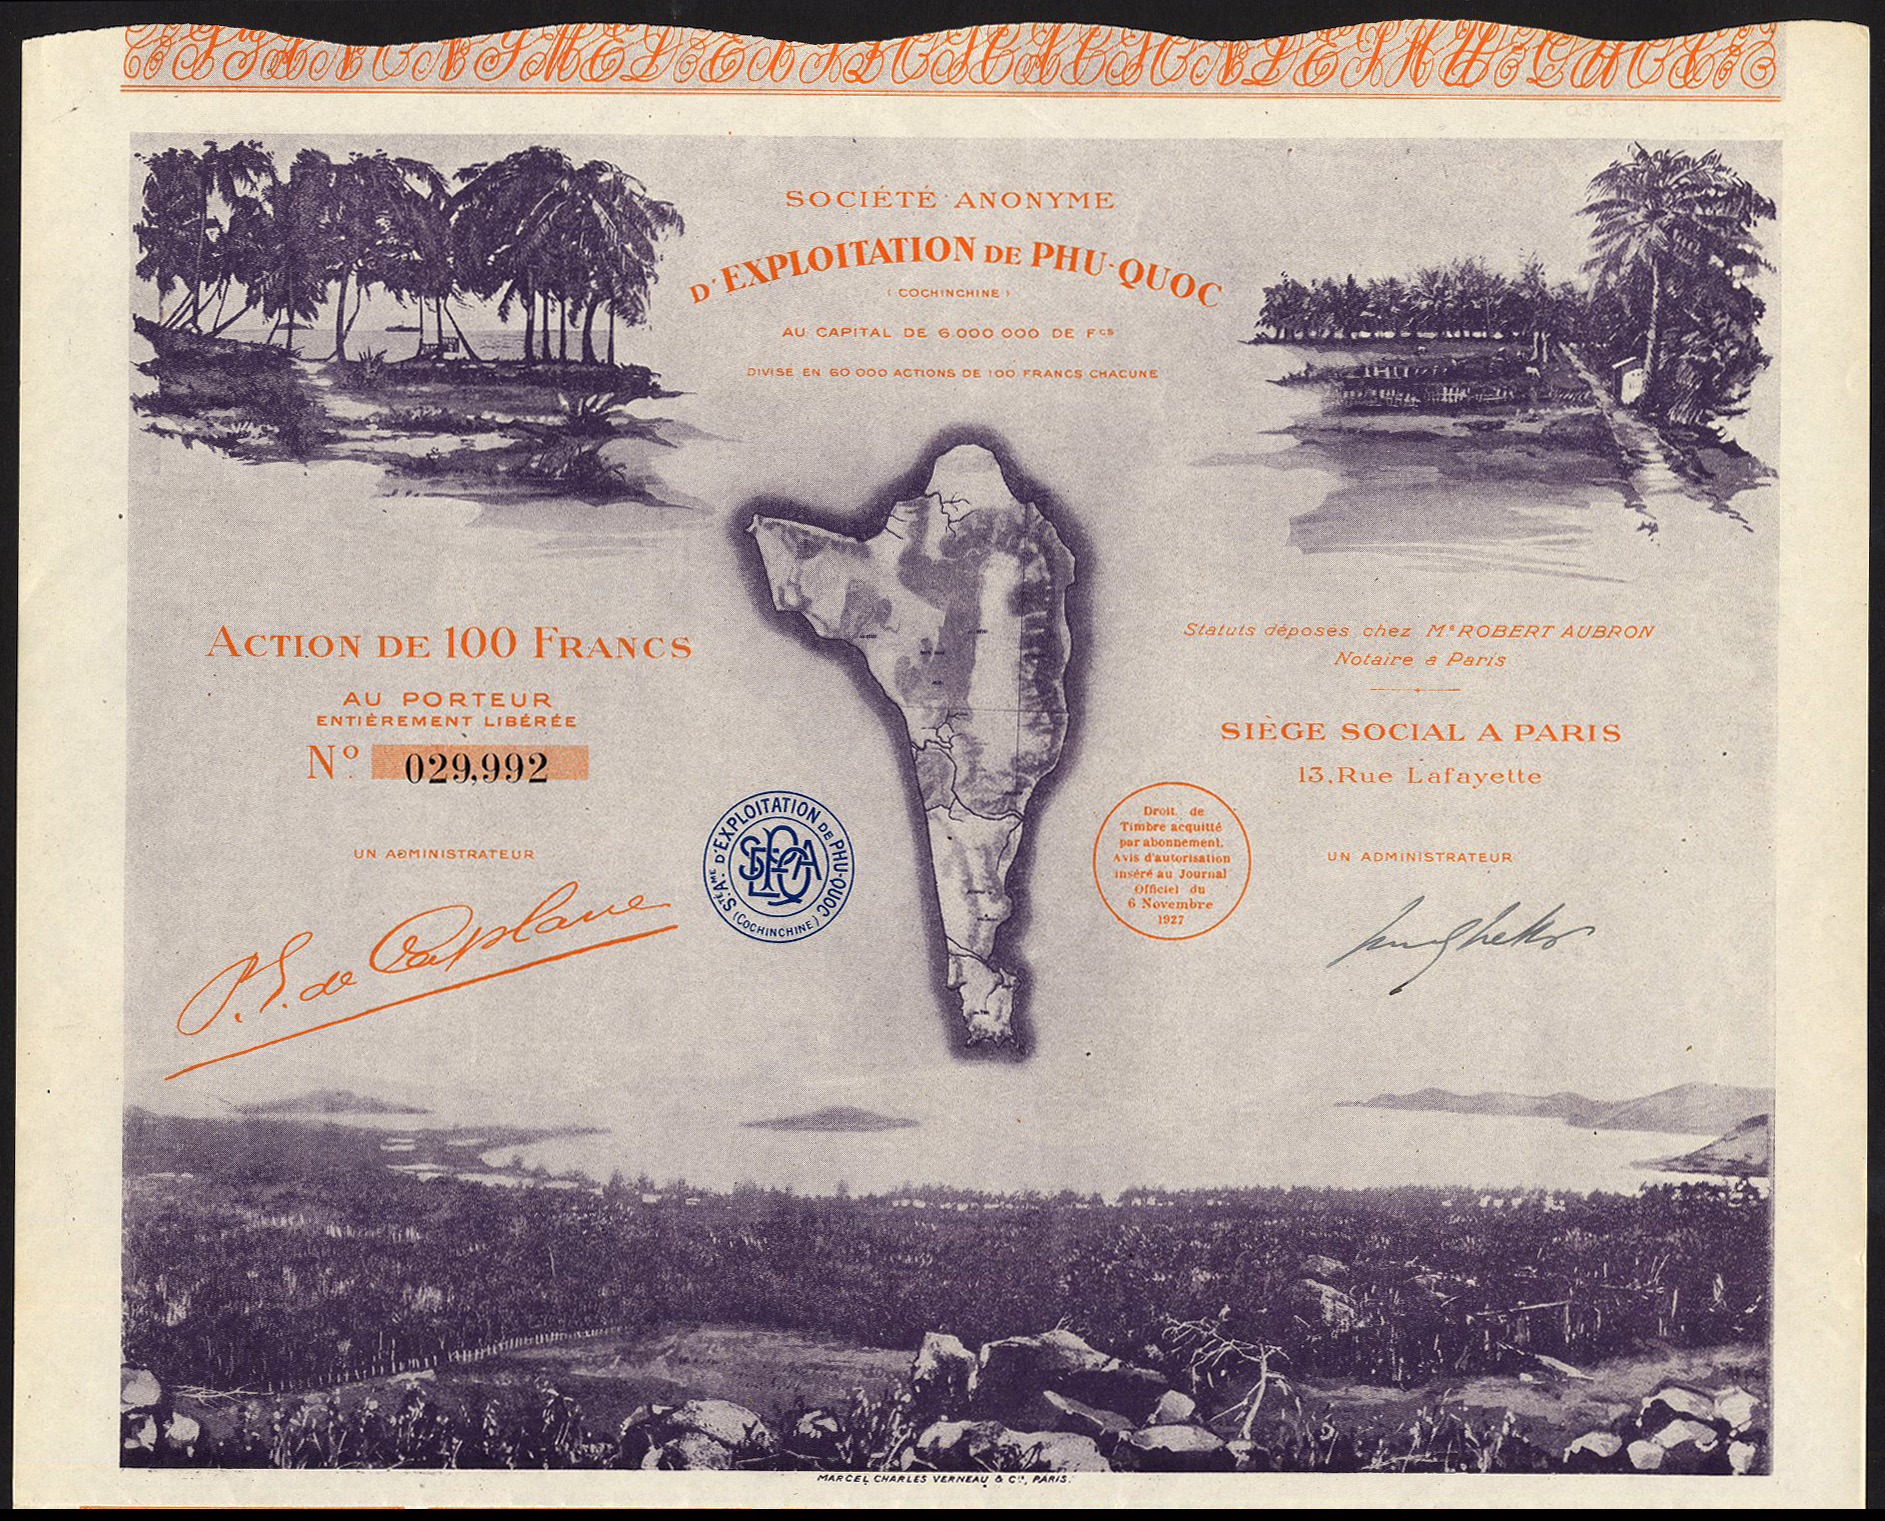 SOCIÉTÉ ANONYME
D'EXPLOITATION DE PHU-QUOC
(COCHINCHINE)
AU CAPITAL DE 6.000 000 DE Fcs
DIVISÉ EN 60 000 ACTIONS DE 100 FRANCS CHACUNE
ACTION DE 100 FRANCS
AU PORTEUR
ENTIÈREMENT LIBÉRÉE
No 029,992
UN ADMINISTRATEUR
P. S. de Caplane
STÉ AME D'EXPLOITATION DE PHU-QUOC
(COCHINCHINE)
Statuts déposés chez Me ROBERT AUBRON
Notaire a Paris
SIÈGE SOCIAL A PARIS
13, Rue Lafayette
Droit de
Timbre acquitté
par abonnement.
Avis d'autorisation
inséré au Journal
Officiel du
6 Novembre
1927
UN ADMINISTRATEUR
MARCEL CHARLES VERNEAU & Cie, PARIS.